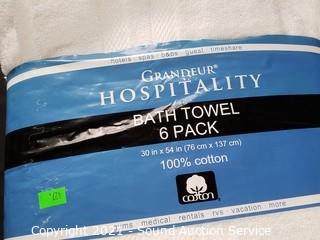 hotels • spas • b&bs • guest • timeshare
GRANDEUR®
HOSPITALITY
BATH TOWEL
6 PACK
30 in x 54 in (76 cm x 137 cm)
100% cotton
cotton
medical • rentals • rvs • vacation • more
Copyright 2021 - Sound Auction Service